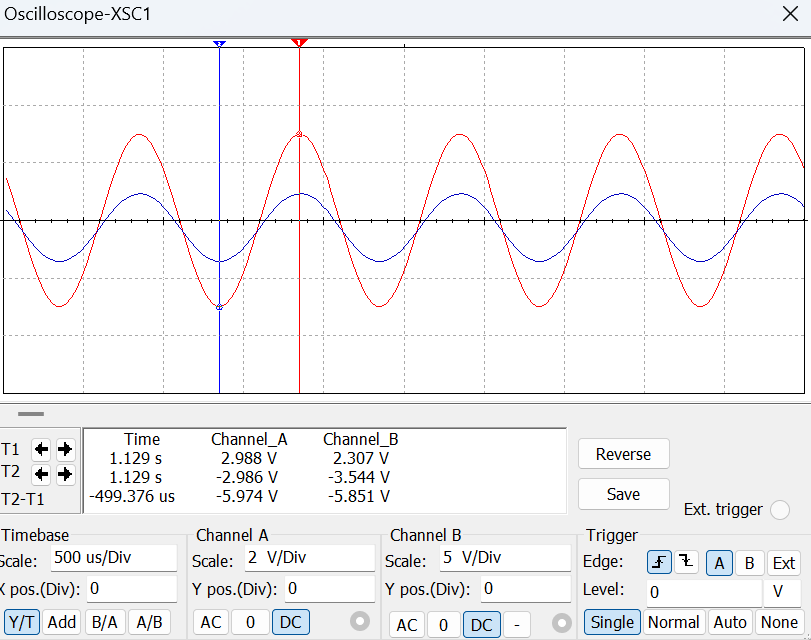 Oscilloscope-XSC1
2 1
T1
T2
T2-T1
Time Channel_A Channel_B
1.129 s 2.988 V 2.307 V
1.129 s -2.986 V -3.544 V
-499.376 us -5.974 V -5.851 V
Reverse
Save
Ext. trigger
Timebase
Scale: 500 us/Div
X pos.(Div): 0
Y/T Add B/A A/B
Channel A
Scale: 2 V/Div
Y pos.(Div): 0
AC 0 DC
Channel B
Scale: 5 V/Div
Y pos.(Div): 0
AC 0 DC -
Trigger
Edge: A B Ext
Level: 0 V
Single Normal Auto None